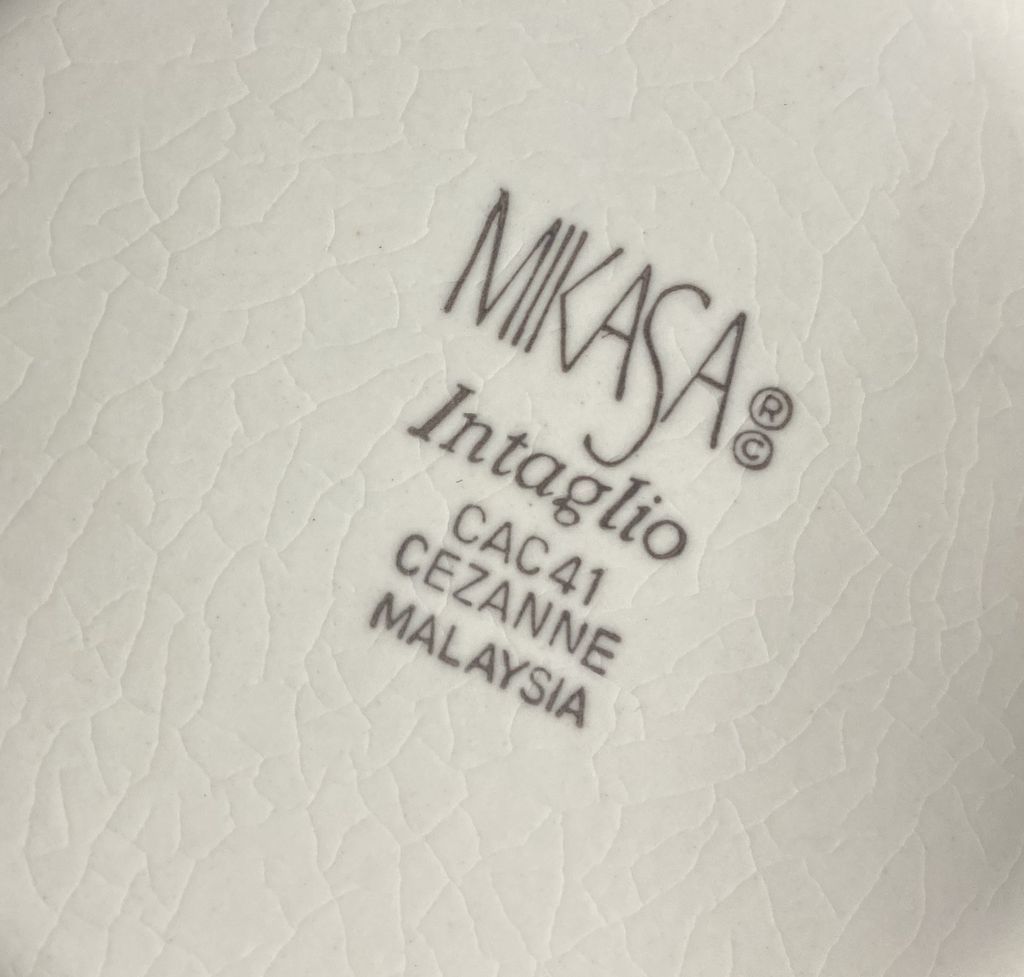 MIKASA ® ©
Intaglio
CAC41
CEZANNE
MALAYSIA